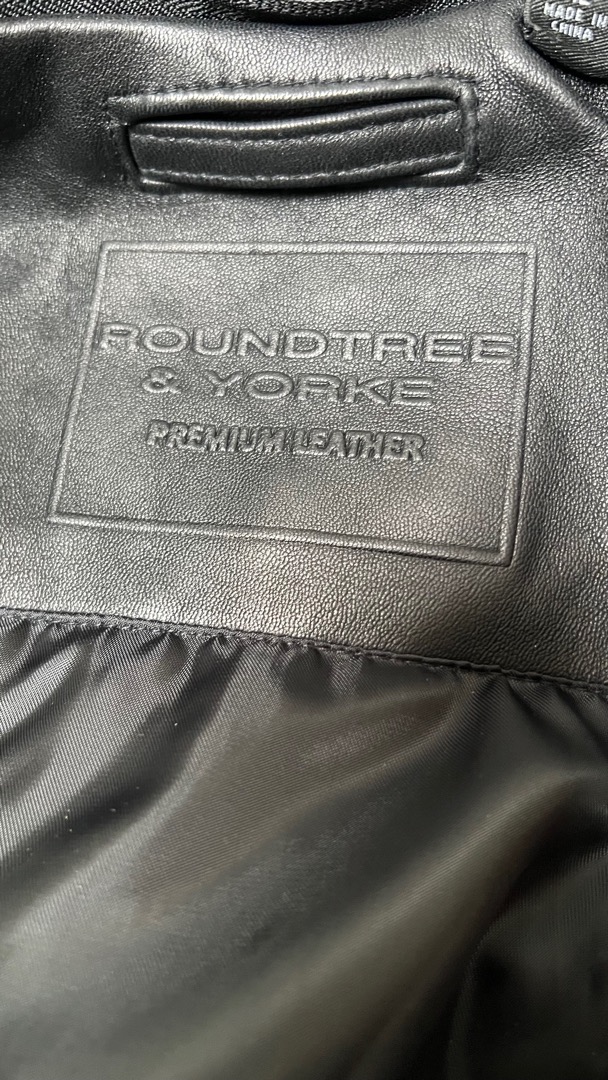 MADE IN
CHINA
ROUNDTREE
& YORKE
PREMIUM LEATHER